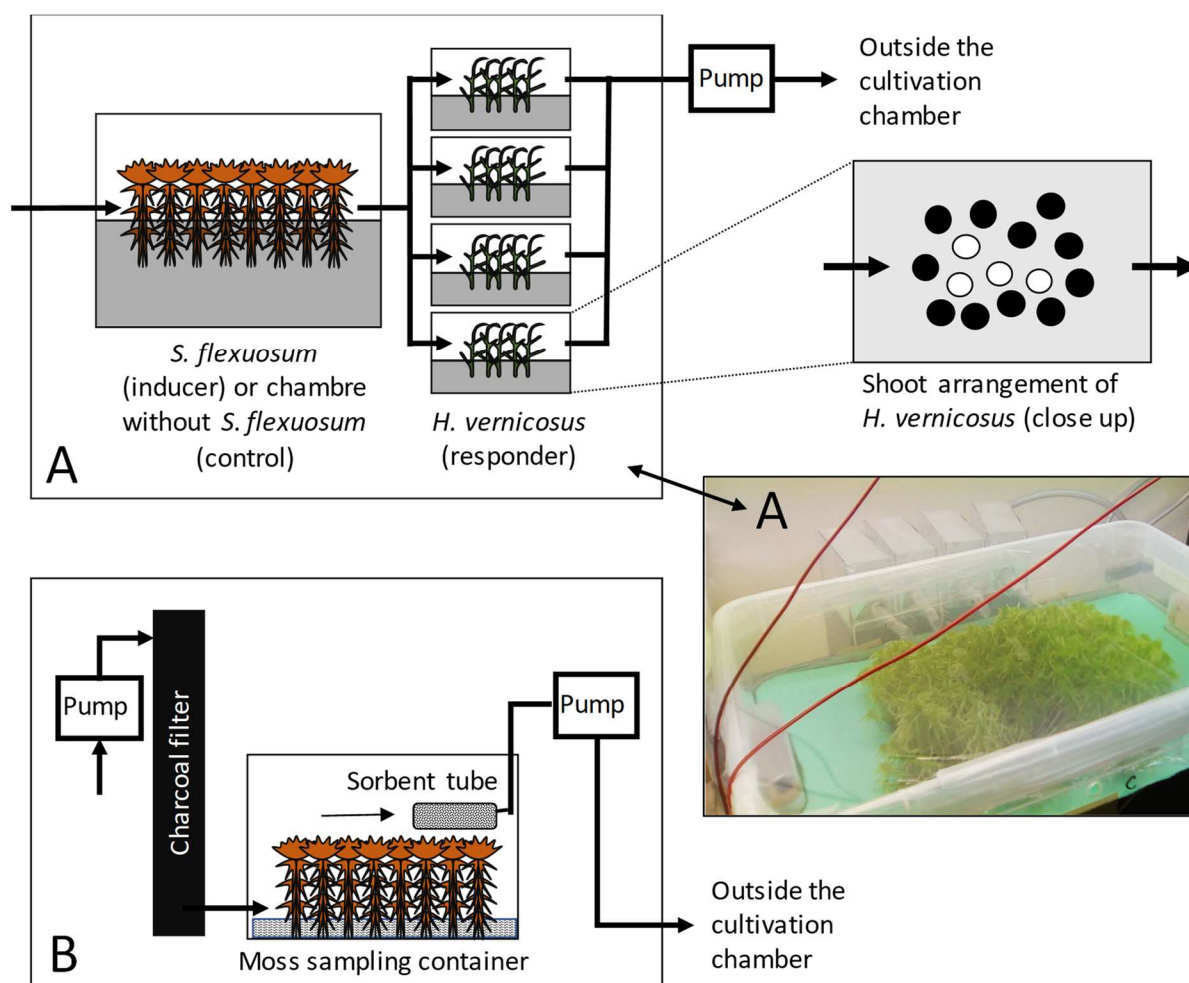 Pump
Outside the
cultivation
chamber
S. flexuosum
(inducer) or chambre
without S. flexuosum
(control)
H. vernicosus
(responder)
Shoot arrangement of
H. vernicosus (close up)
A
A
C
Pump
Charcoal filter
Sorbent tube
Pump
Moss sampling container
Outside the
cultivation
chamber
B